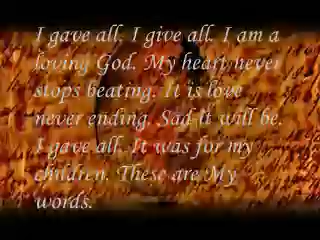 I gave all. I give all. I am a
loving God. My heart never
stops beating. It is love
never ending. Sad it will be.
I gave all. It was for my
children. These are My
words.